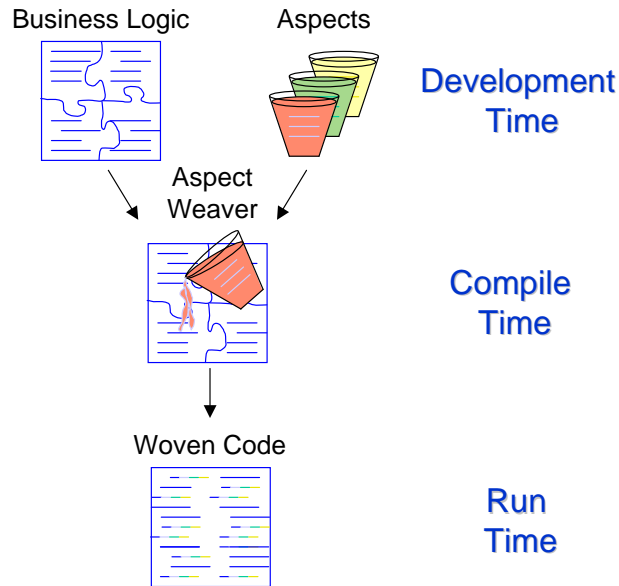 Business Logic
Aspects
Development
Time
Aspect
Weaver
Compile
Time
Woven Code
Run
Time